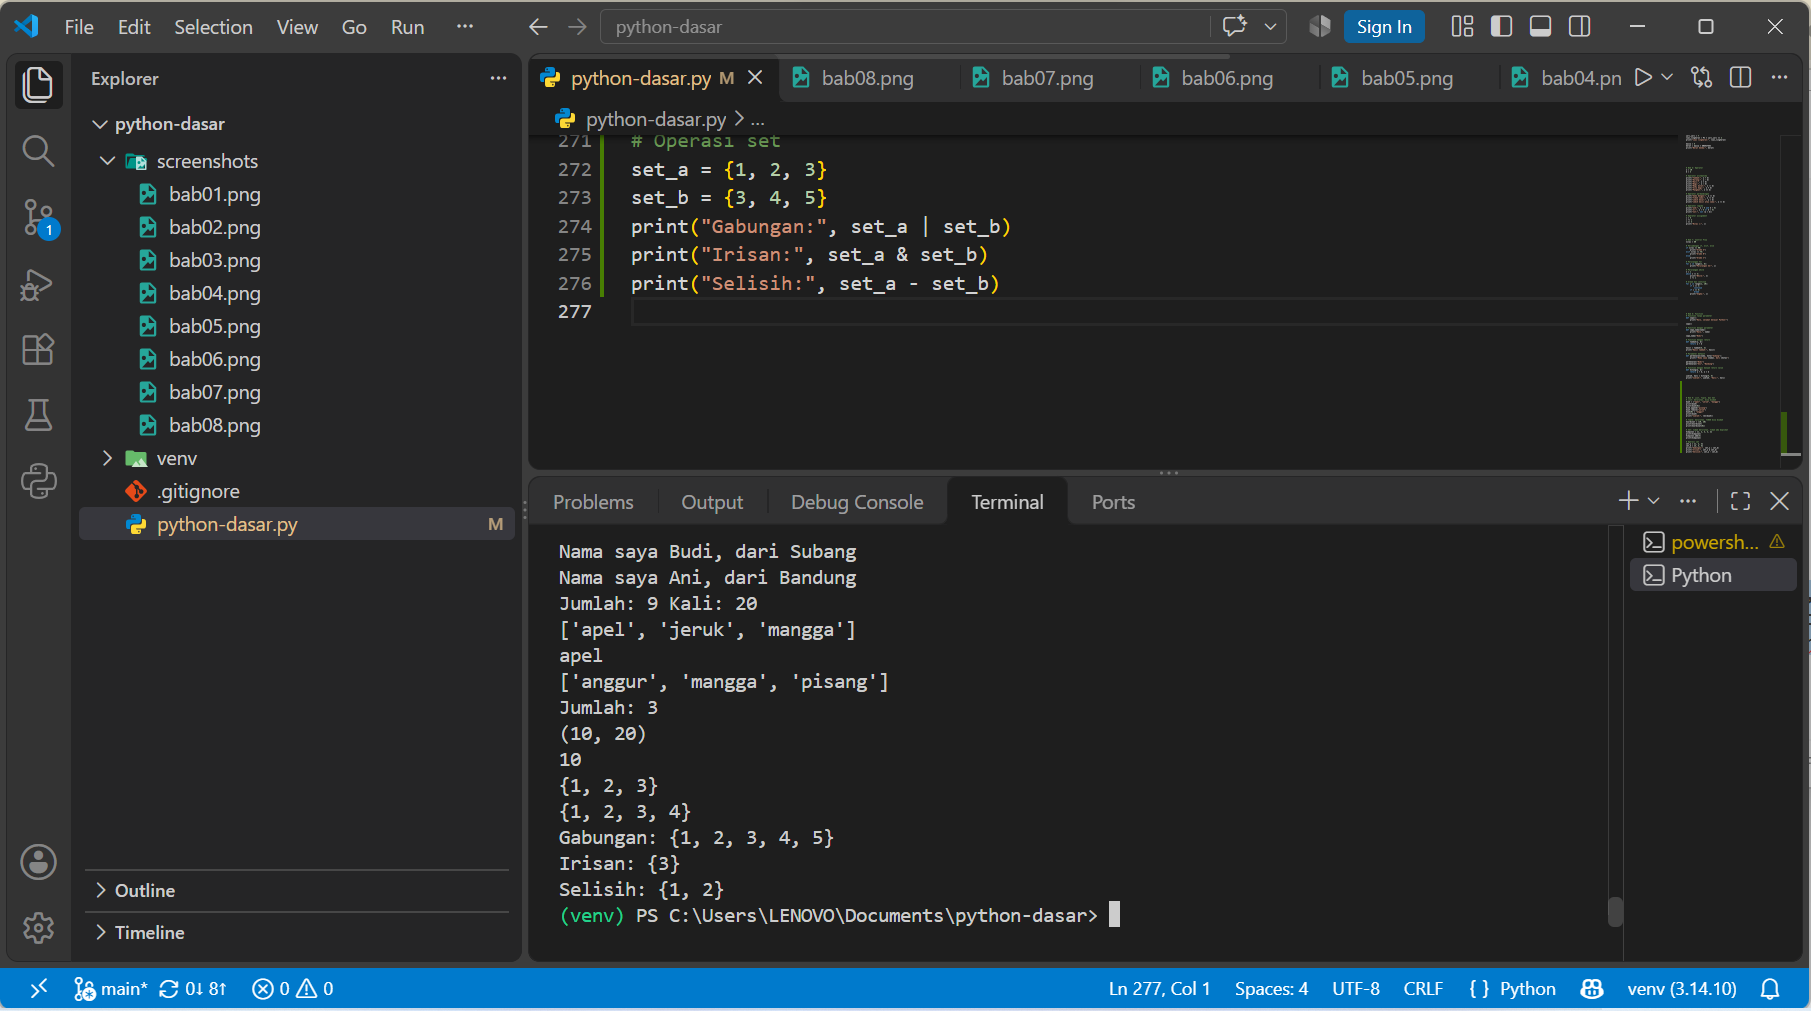 File Edit Selection View Go Run ··· python-dasar Sign In
Explorer ···
python-dasar
screenshots
bab01.png
bab02.png
bab03.png
bab04.png
bab05.png
bab06.png
bab07.png
bab08.png
venv
.gitignore
python-dasar.py M
Outline
Timeline
1
python-dasar.py M bab08.png bab07.png bab06.png bab05.png bab04.pn ···
python-dasar.py > ...
271 # Operasi set
272 set_a = {1, 2, 3}
273 set_b = {3, 4, 5}
274 print("Gabungan:", set_a | set_b)
275 print("Irisan:", set_a & set_b)
276 print("Selisih:", set_a - set_b)
277
Problems Output Debug Console Terminal Ports
Nama saya Budi, dari Subang
Nama saya Ani, dari Bandung
Jumlah: 9 Kali: 20
['apel', 'jeruk', 'mangga']
apel
['anggur', 'mangga', 'pisang']
Jumlah: 3
(10, 20)
10
{1, 2, 3}
{1, 2, 3, 4}
Gabungan: {1, 2, 3, 4, 5}
Irisan: {3}
Selisih: {1, 2}
(venv) PS C:\Users\LENOVO\Documents\python-dasar>
powersh...
Python
main* 0↓ 8↑ 0 0 Ln 277, Col 1 Spaces: 4 UTF-8 CRLF { } Python venv (3.14.10)